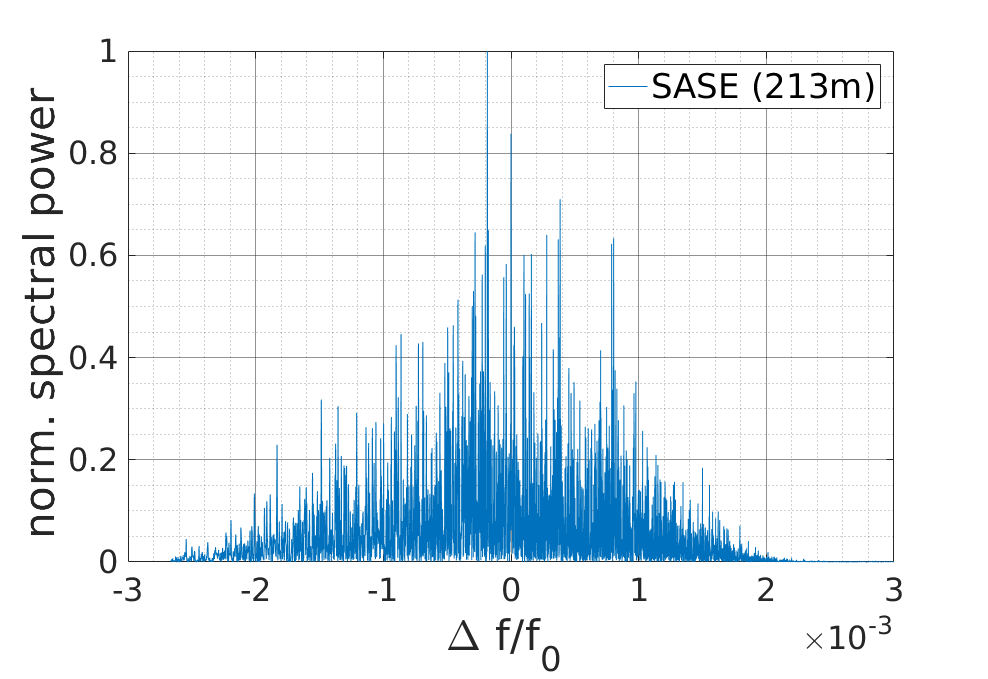 SASE (213m)
norm. spectral power
1
0.8
0.6
0.4
0.2
0
-3 -2 -1 0 1 2 3
×10-3
Δ f/f0